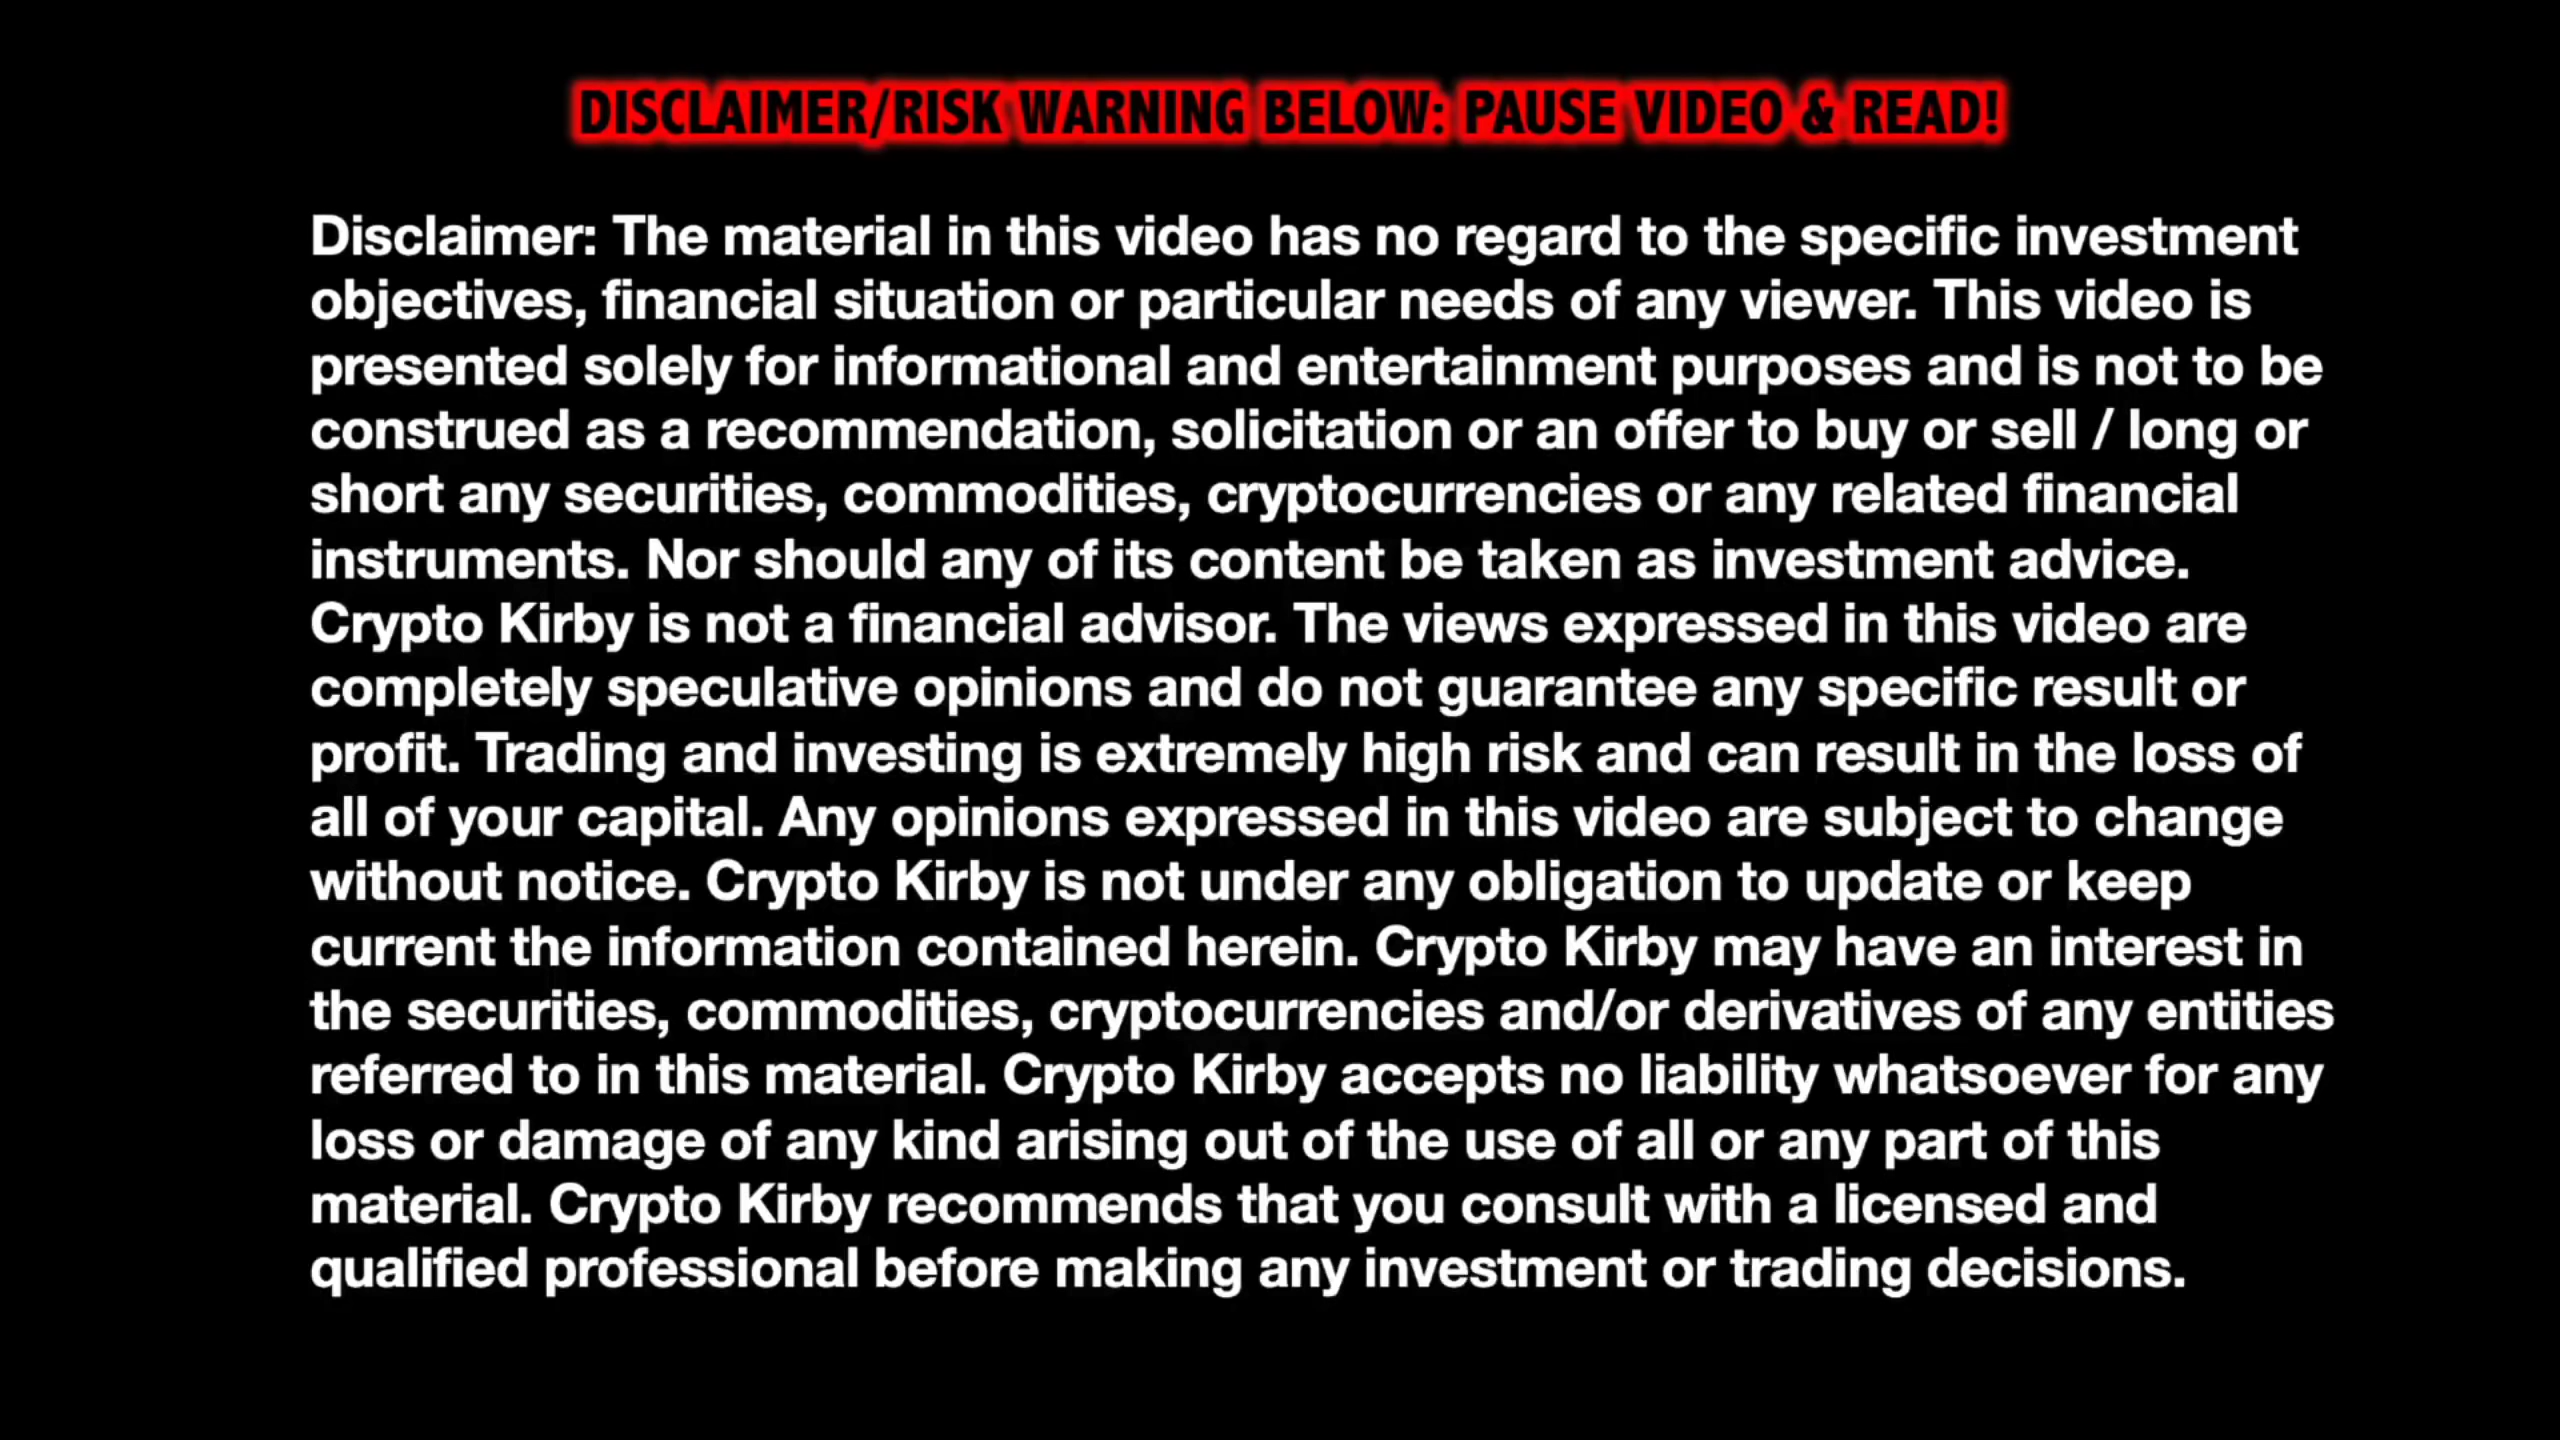 DISCLAIMER/RISK WARNING BELOW: PAUSE VIDEO & READ!
Disclaimer: The material in this video has no regard to the specific investment
objectives, financial situation or particular needs of any viewer. This video is
presented solely for informational and entertainment purposes and is not to be
construed as a recommendation, solicitation or an offer to buy or sell / long or
short any securities, commodities, cryptocurrencies or any related financial
instruments. Nor should any of its content be taken as investment advice.
Crypto Kirby is not a financial advisor. The views expressed in this video are
completely speculative opinions and do not guarantee any specific result or
profit. Trading and investing is extremely high risk and can result in the loss of
all of your capital. Any opinions expressed in this video are subject to change
without notice. Crypto Kirby is not under any obligation to update or keep
current the information contained herein. Crypto Kirby may have an interest in
the securities, commodities, cryptocurrencies and/or derivatives of any entities
referred to in this material. Crypto Kirby accepts no liability whatsoever for any
loss or damage of any kind arising out of the use of all or any part of this
material. Crypto Kirby recommends that you consult with a licensed and
qualified professional before making any investment or trading decisions.